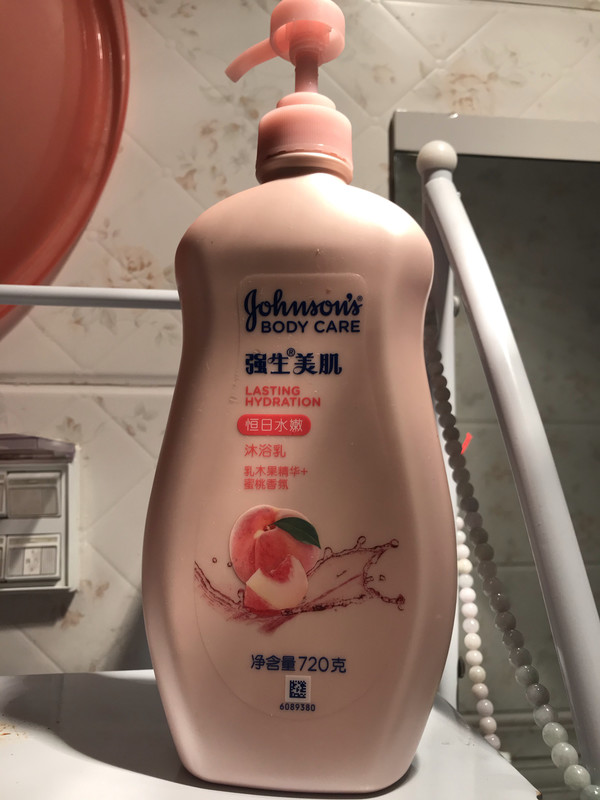 Johnson's®
BODY CARE
强生®美肌
LASTING
HYDRATION
恒日水嫩
沐浴乳
乳木果精华+
蜜桃香氛
净含量720克
6089380